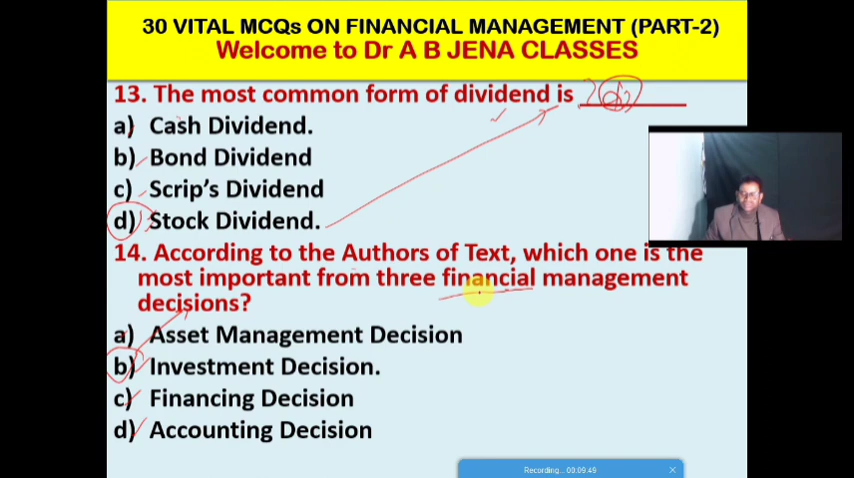 30 VITAL MCQs ON FINANCIAL MANAGEMENT (PART-2)
Welcome to Dr A B JENA CLASSES
13. The most common form of dividend is ________
a) Cash Dividend.
b) Bond Dividend
c) Scrip's Dividend
d) Stock Dividend.
14. According to the Authors of Text, which one is the
most important from three financial management
decisions?
a) Asset Management Decision
b) Investment Decision.
c) Financing Decision
d) Accounting Decision
Recording... 00:09:49